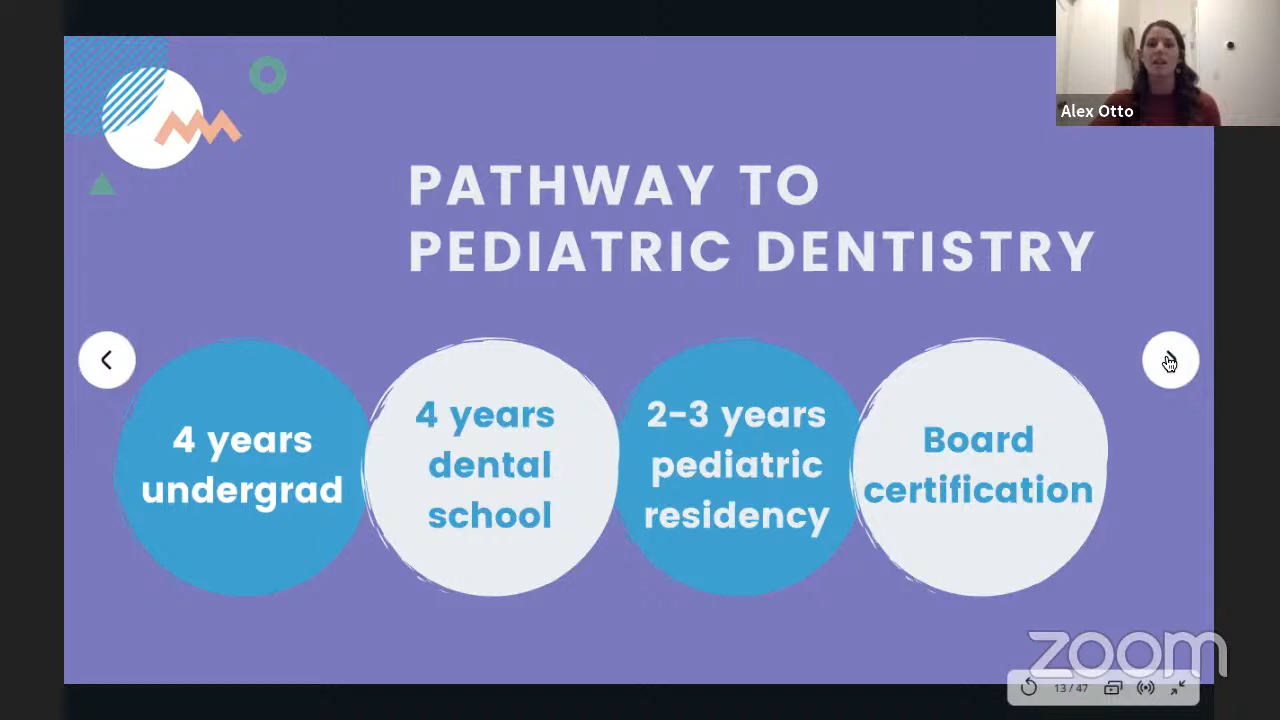 Alex Otto
PATHWAY TO
PEDIATRIC DENTISTRY
4 years
undergrad
4 years
dental
school
2-3 years
pediatric
residency
Board
certification
zoom
13 / 47